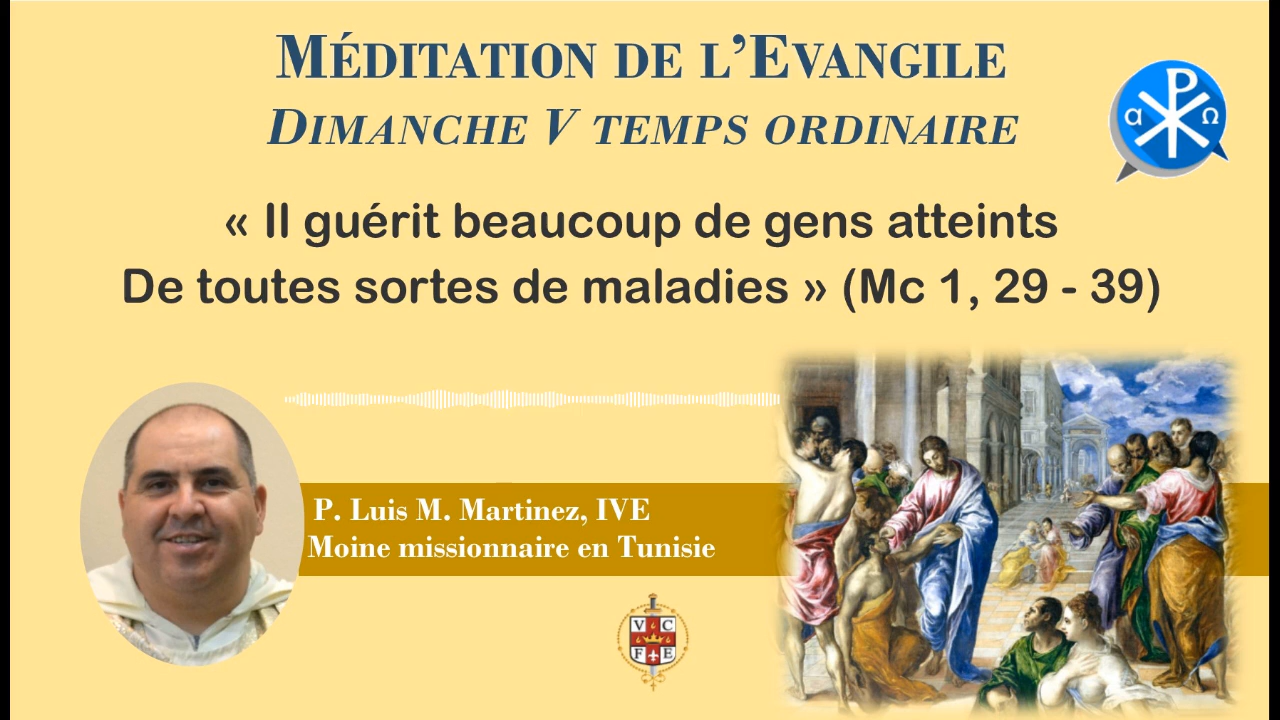 MÉDITATION DE L’EVANGILE
DIMANCHE V TEMPS ORDINAIRE
α P Ω
« Il guérit beaucoup de gens atteints
De toutes sortes de maladies » (Mc 1, 29 - 39)
P. Luis M. Martinez, IVE
Moine missionnaire en Tunisie
V C
F E